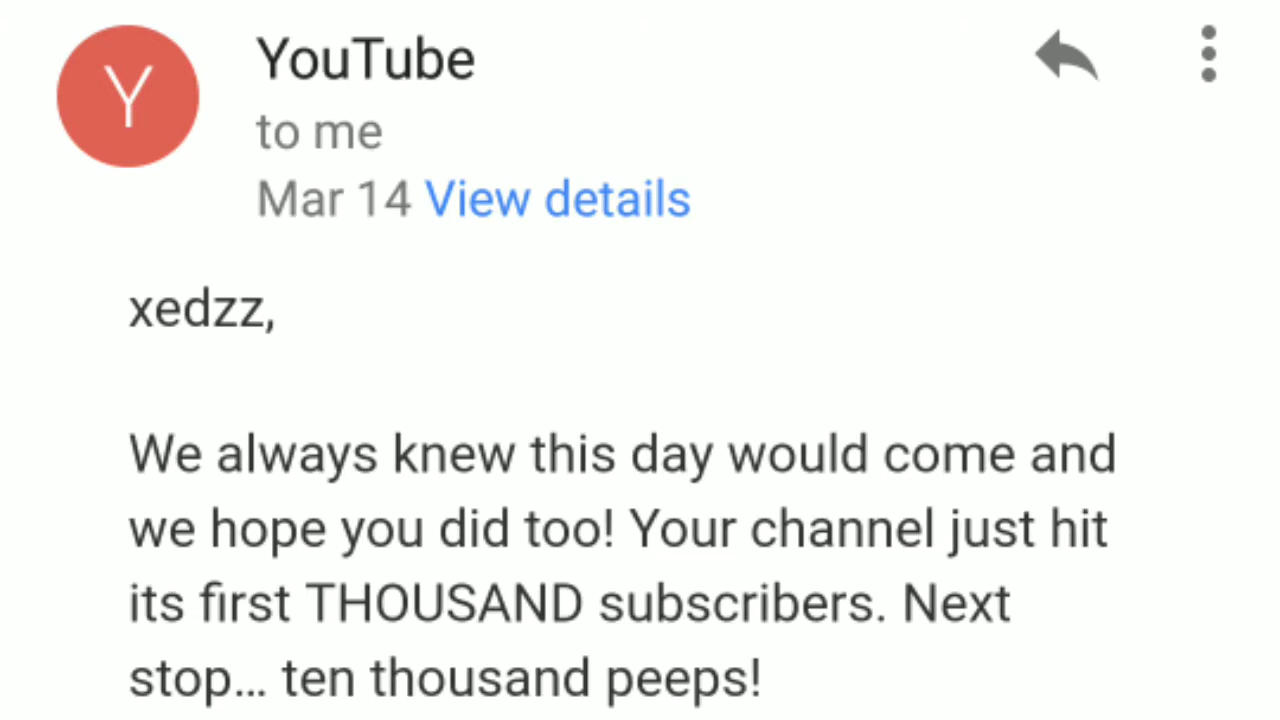 Y
YouTube
to me
Mar 14 View details
xedzz,
We always knew this day would come and
we hope you did too! Your channel just hit
its first THOUSAND subscribers. Next
stop... ten thousand peeps!